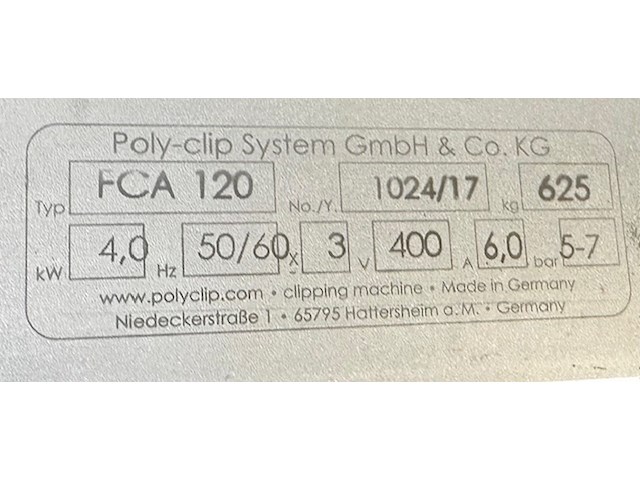 Poly-clip System GmbH & Co. KG
Typ FCA 120 No./Y. 1024/17 kg 625
kW 4,0 Hz 50/60 x 3 V 400 A 6,0 bar 5-7
www.polyclip.com • clipping machine • Made in Germany
Niedeckerstraße 1 • 65795 Hattersheim a.M. • Germany